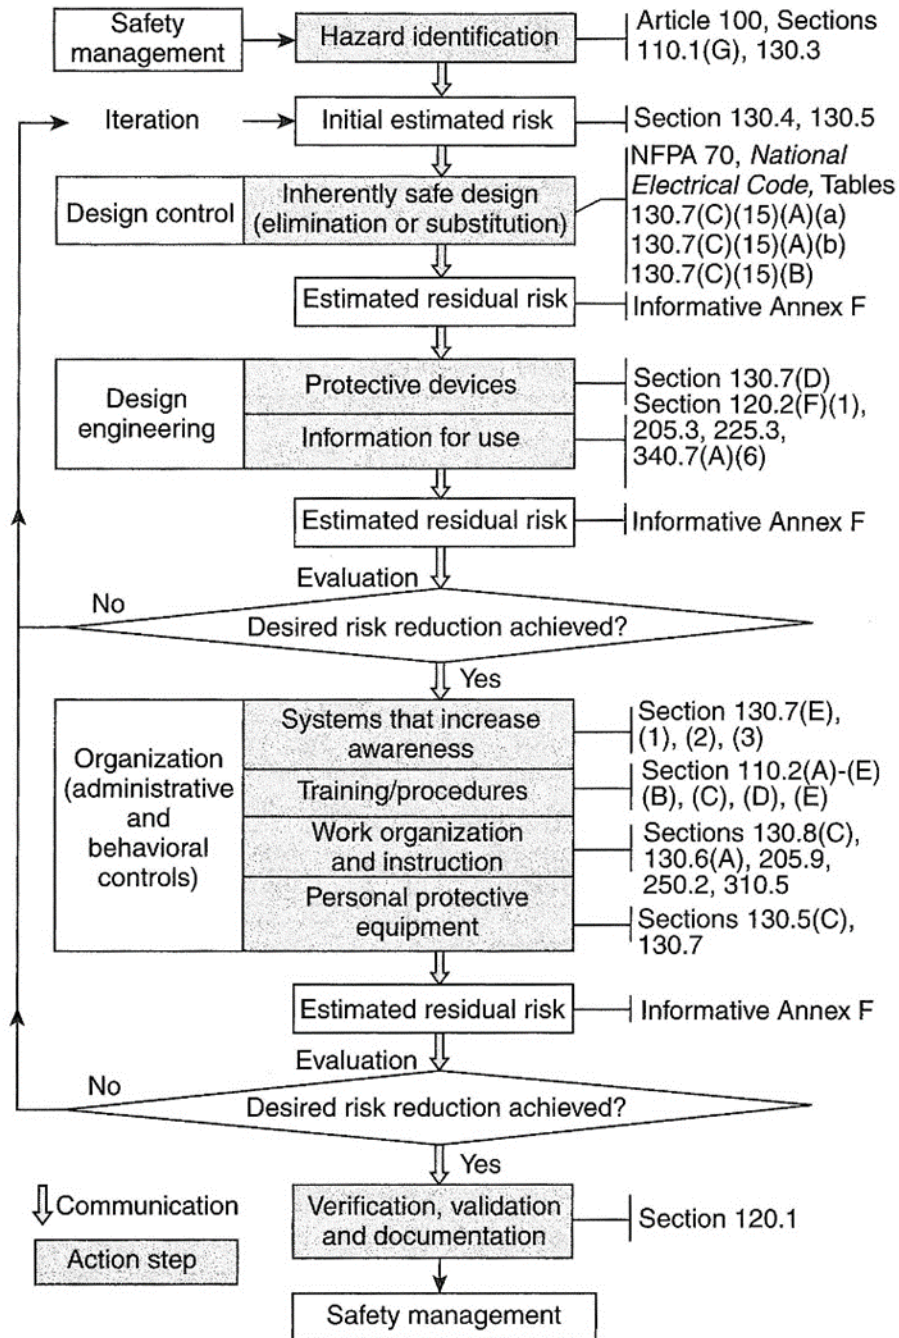 Safety
management
Hazard identification
Article 100, Sections
110.1(G), 130.3
Iteration
Initial estimated risk
Section 130.4, 130.5
Design control
Inherently safe design
(elimination or substitution)
NFPA 70, National
Electrical Code, Tables
130.7(C)(15)(A)(a)
130.7(C)(15)(A)(b)
130.7(C)(15)(B)
Estimated residual risk
Informative Annex F
Design
engineering
Protective devices
Section 130.7(D)
Information for use
Section 120.2(F)(1),
205.3, 225.3,
340.7(A)(6)
Estimated residual risk
Informative Annex F
Evaluation
No
Desired risk reduction achieved?
Yes
Organization
(administrative
and
behavioral
controls)
Systems that increase
awareness
Section 130.7(E),
(1), (2), (3)
Training/procedures
Section 110.2(A)-(E)
(B), (C), (D), (E)
Work organization
and instruction
Sections 130.8(C),
130.6(A), 205.9,
250.2, 310.5
Personal protective
equipment
Sections 130.5(C),
130.7
Estimated residual risk
Informative Annex F
Evaluation
No
Desired risk reduction achieved?
Yes
Communication
Action step
Verification, validation
and documentation
Section 120.1
Safety management